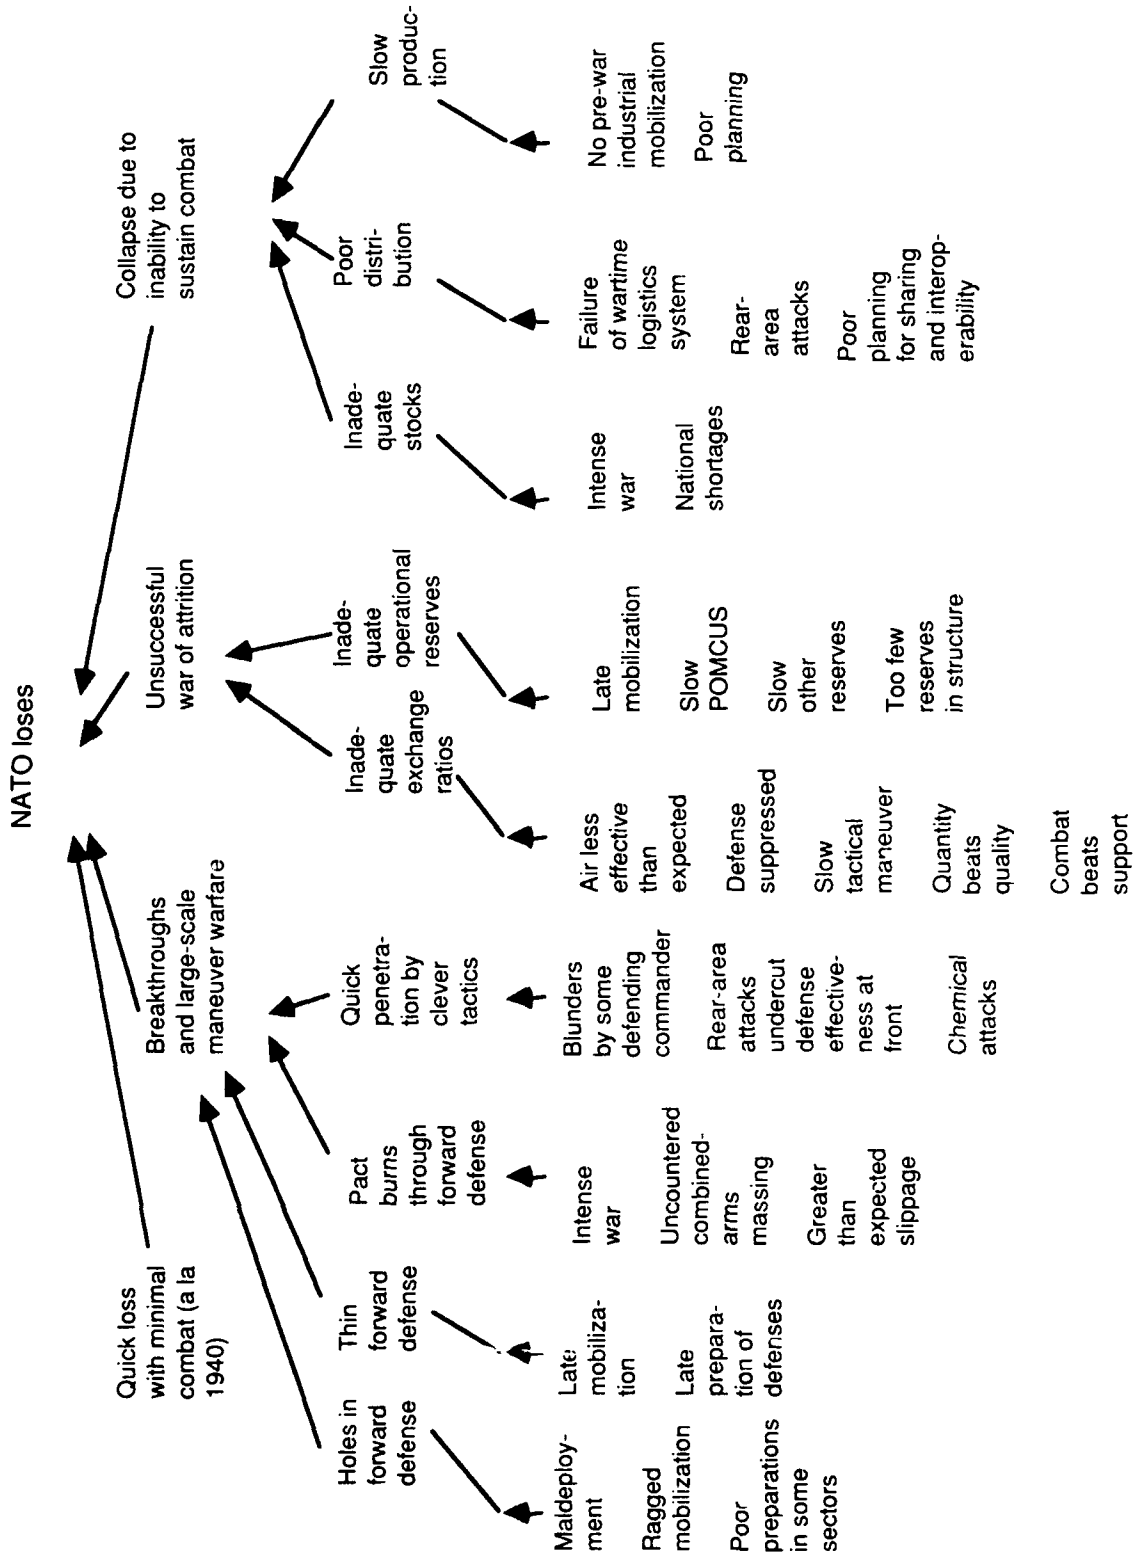 NATO loses
Quick loss
with minimal
combat (a la
1940)
Breakthroughs
and large-scale
maneuver warfare
Unsuccessful
war of attrition
Collapse due to
inability to
sustain combat
Holes in
forward
defense
Thin
forward
defense
Pact
burns
through
forward
defense
Quick
penetra-
tion by
clever
tactics
Inade-
quate
exchange
ratios
Inade-
quate
operational
reserves
Inade-
quate
stocks
Poor
distri-
bution
Slow
produc-
tion
Maldeploy-
ment
Ragged
mobilization
Poor
preparations
in some
sectors
Late
mobiliza-
tion
Late
prepara-
tion of
defenses
Intense
war
Uncountered
combined-
arms
massing
Greater
than
expected
slippage
Blunders
by some
defending
commander
Rear-area
attacks
undercut
defense
effective-
ness at
front
Chemical
attacks
Air less
effective
than
expected
Defense
suppressed
Slow
tactical
maneuver
Quantity
beats
quality
Combat
beats
support
Late
mobilization
Slow
POMCUS
Slow
other
reserves
Too few
reserves
in structure
Intense
war
National
shortages
Failure
of wartime
logistics
system
Rear-
area
attacks
Poor
planning
for sharing
and interop-
erability
No pre-war
industrial
mobilization
Poor
planning